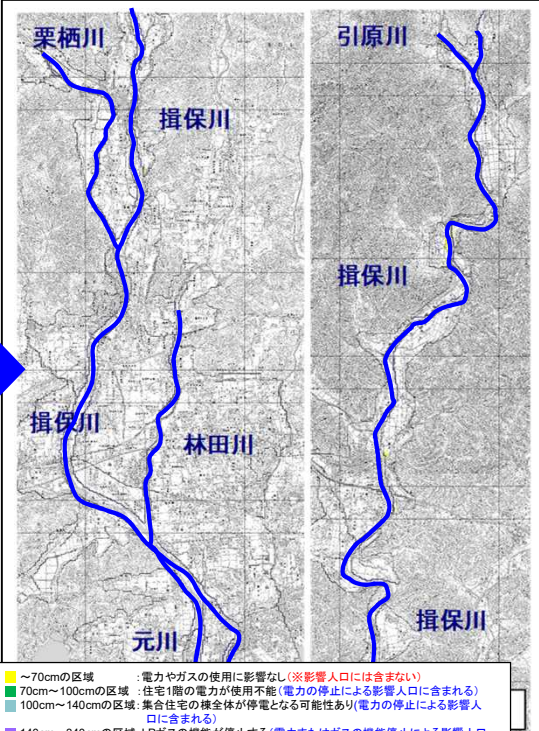 栗栖川
揖保川
引原川
揖保川
揖保川
林田川
元川
揖保川
～70cmの区域 :電力やガスの使用に影響なし(※影響人口には含まない)
70cm～100cmの区域 :住宅1階の電力が使用不能(電力の停止による影響人口に含まれる)
100cm～140cmの区域:集合住宅の棟全体が停電となる可能性あり(電力の停止による影響人
口に含まれる)